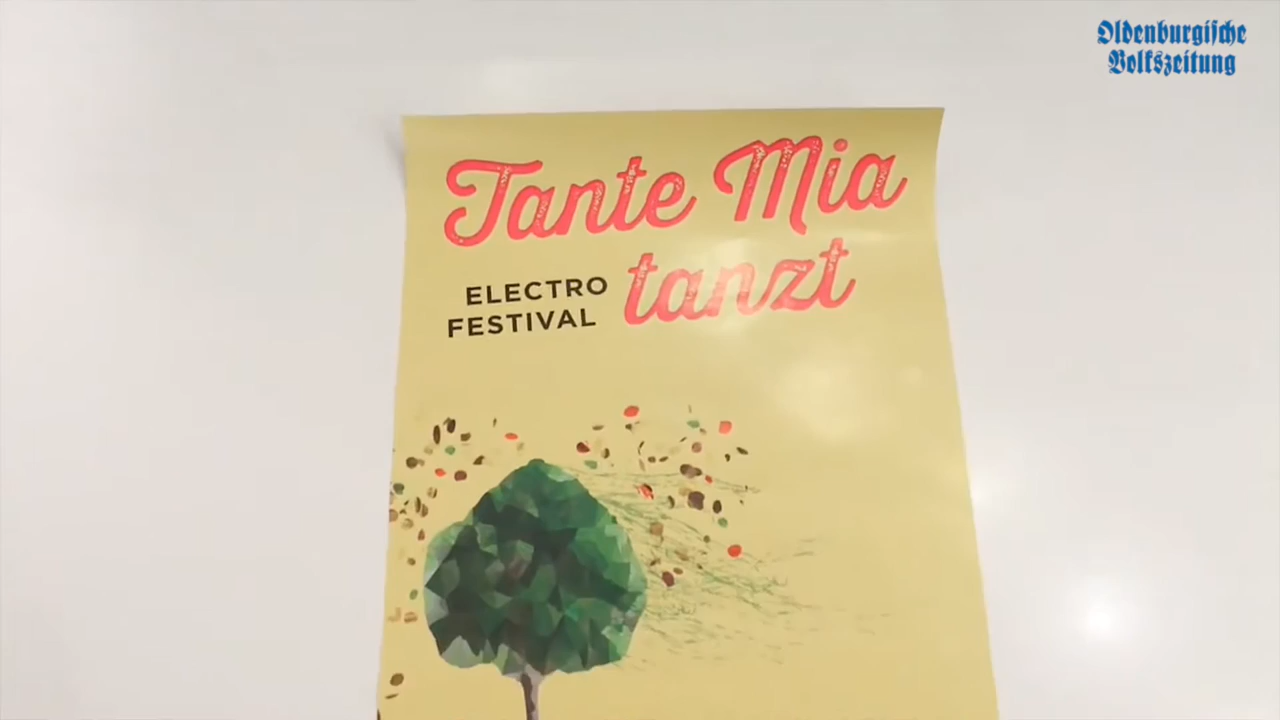 Oldenburgische
Volkszeitung
Tante Mia
ELECTRO
FESTIVAL
tanzt